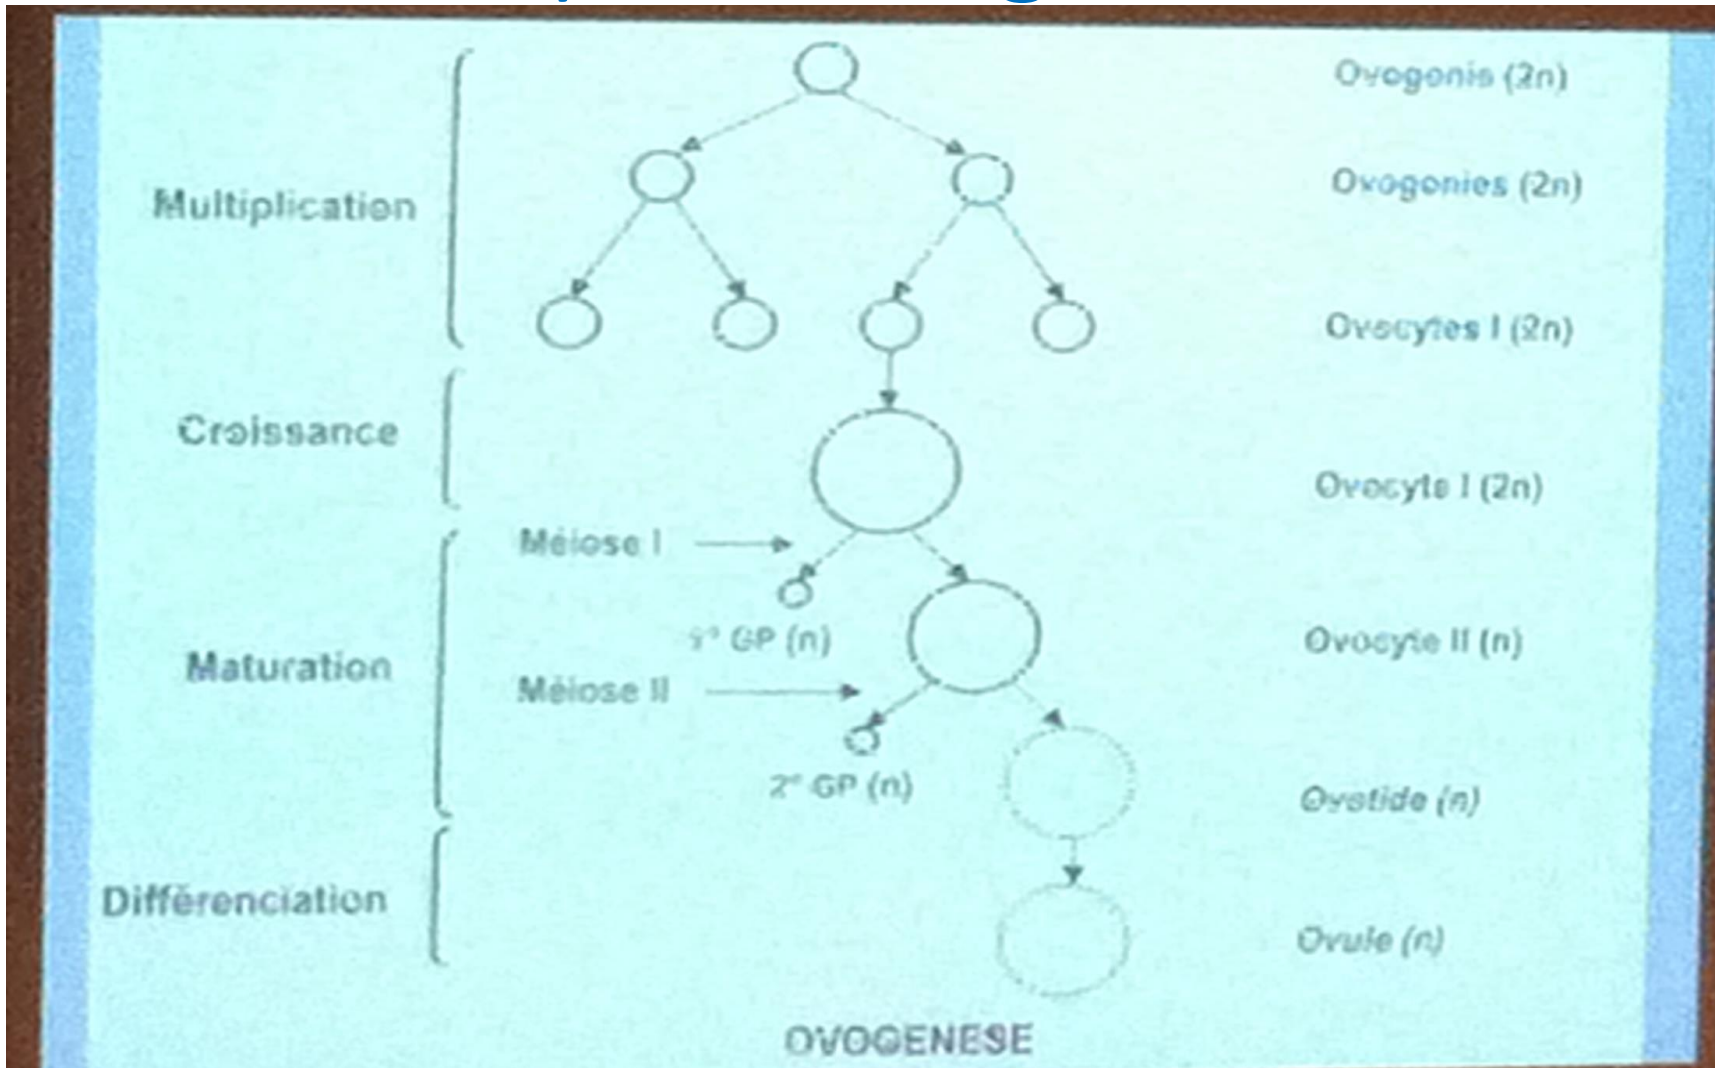 Ovogonie (2n)
Multiplication
Ovogonies (2n)
Ovocytes I (2n)
Croissance
Ovocyte I (2n)
Méiose I
1° GP (n)
Ovocyte II (n)
Maturation
Méiose II
2° GP (n)
Ovotide (n)
Différenciation
Ovule (n)
OVOGENESE